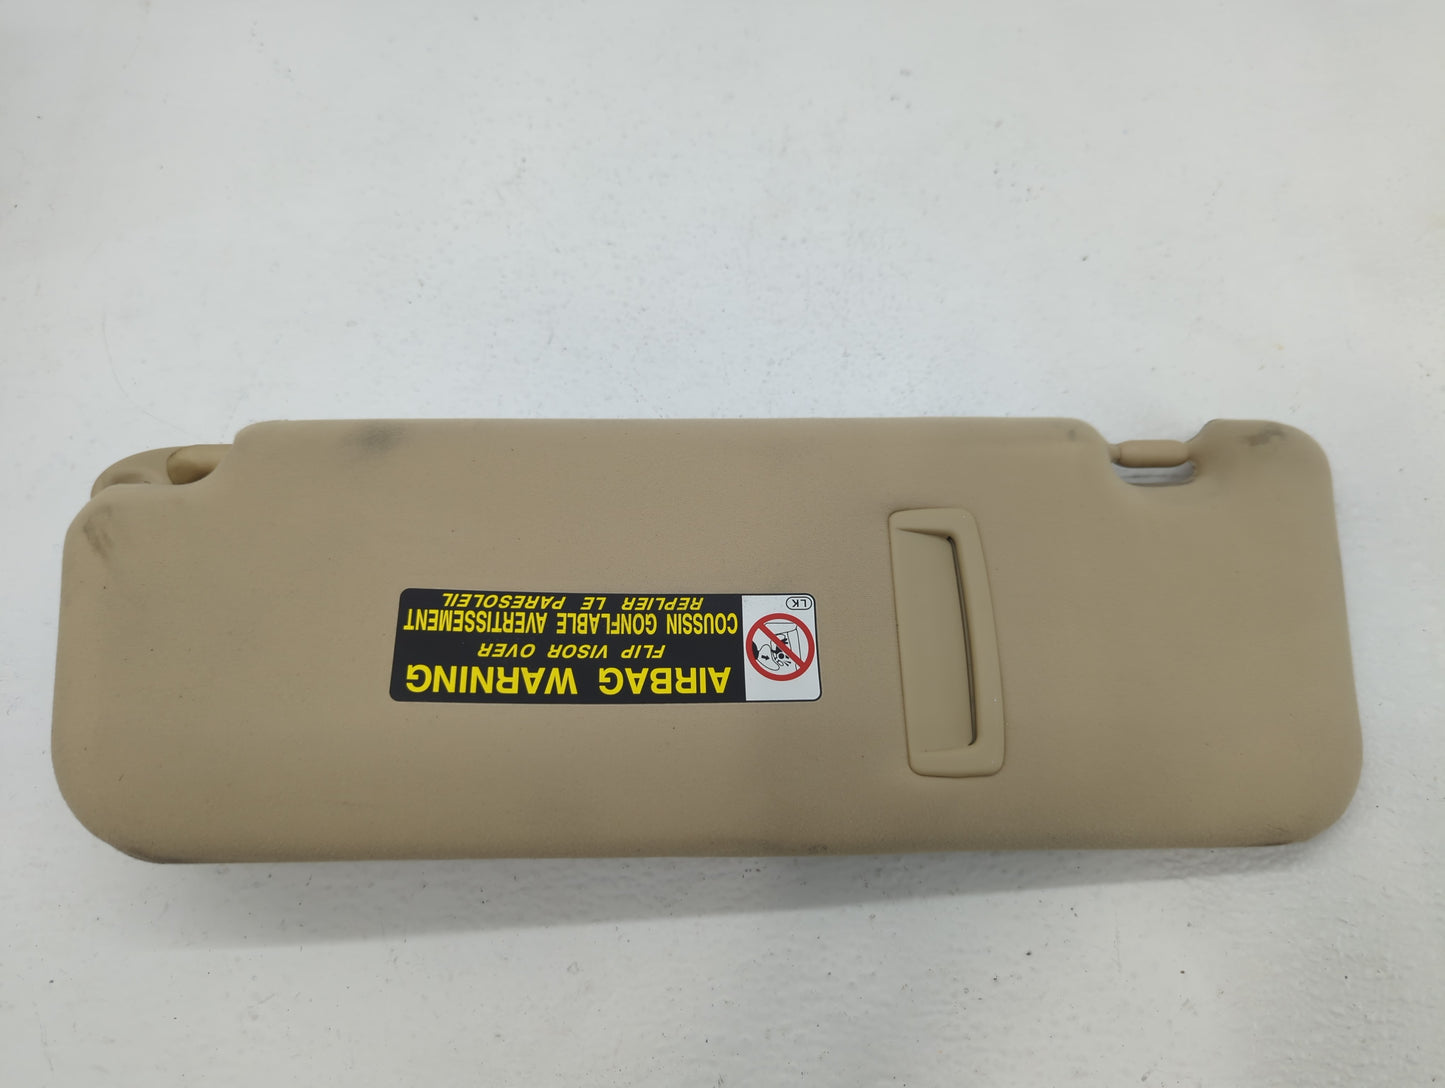 AIRBAG WARNING
FLIP VISOR OVER
COUSSIN GONFLABLE AVERTISSEMENT
REPLIER LE PARESOLEIL
LK